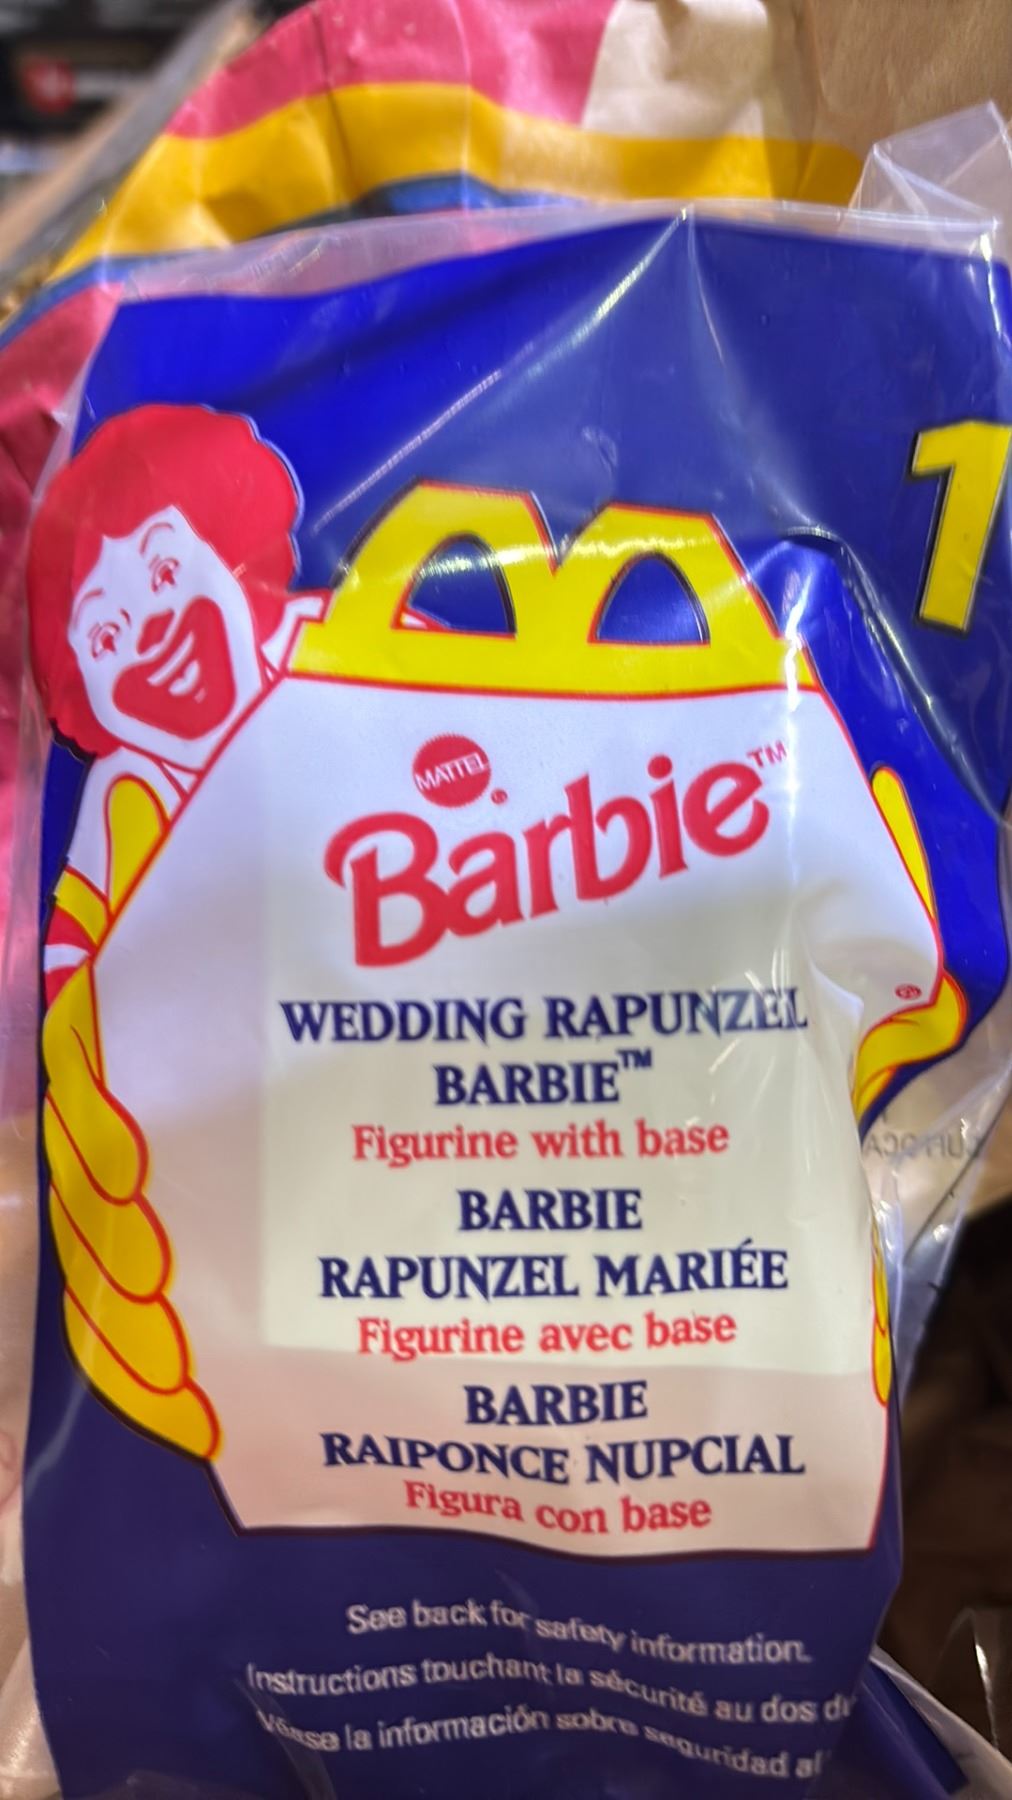 1
MATTEL
Barbie™
WEDDING RAPUNZEL
BARBIE™
Figurine with base
BARBIE
RAPUNZEL MARIÉE
Figurine avec base
BARBIE
RAIPONCE NUPCIAL
Figura con base
See back for safety information.
Instructions touchant la sécurité au dos du
Véase la información sobre seguridad al